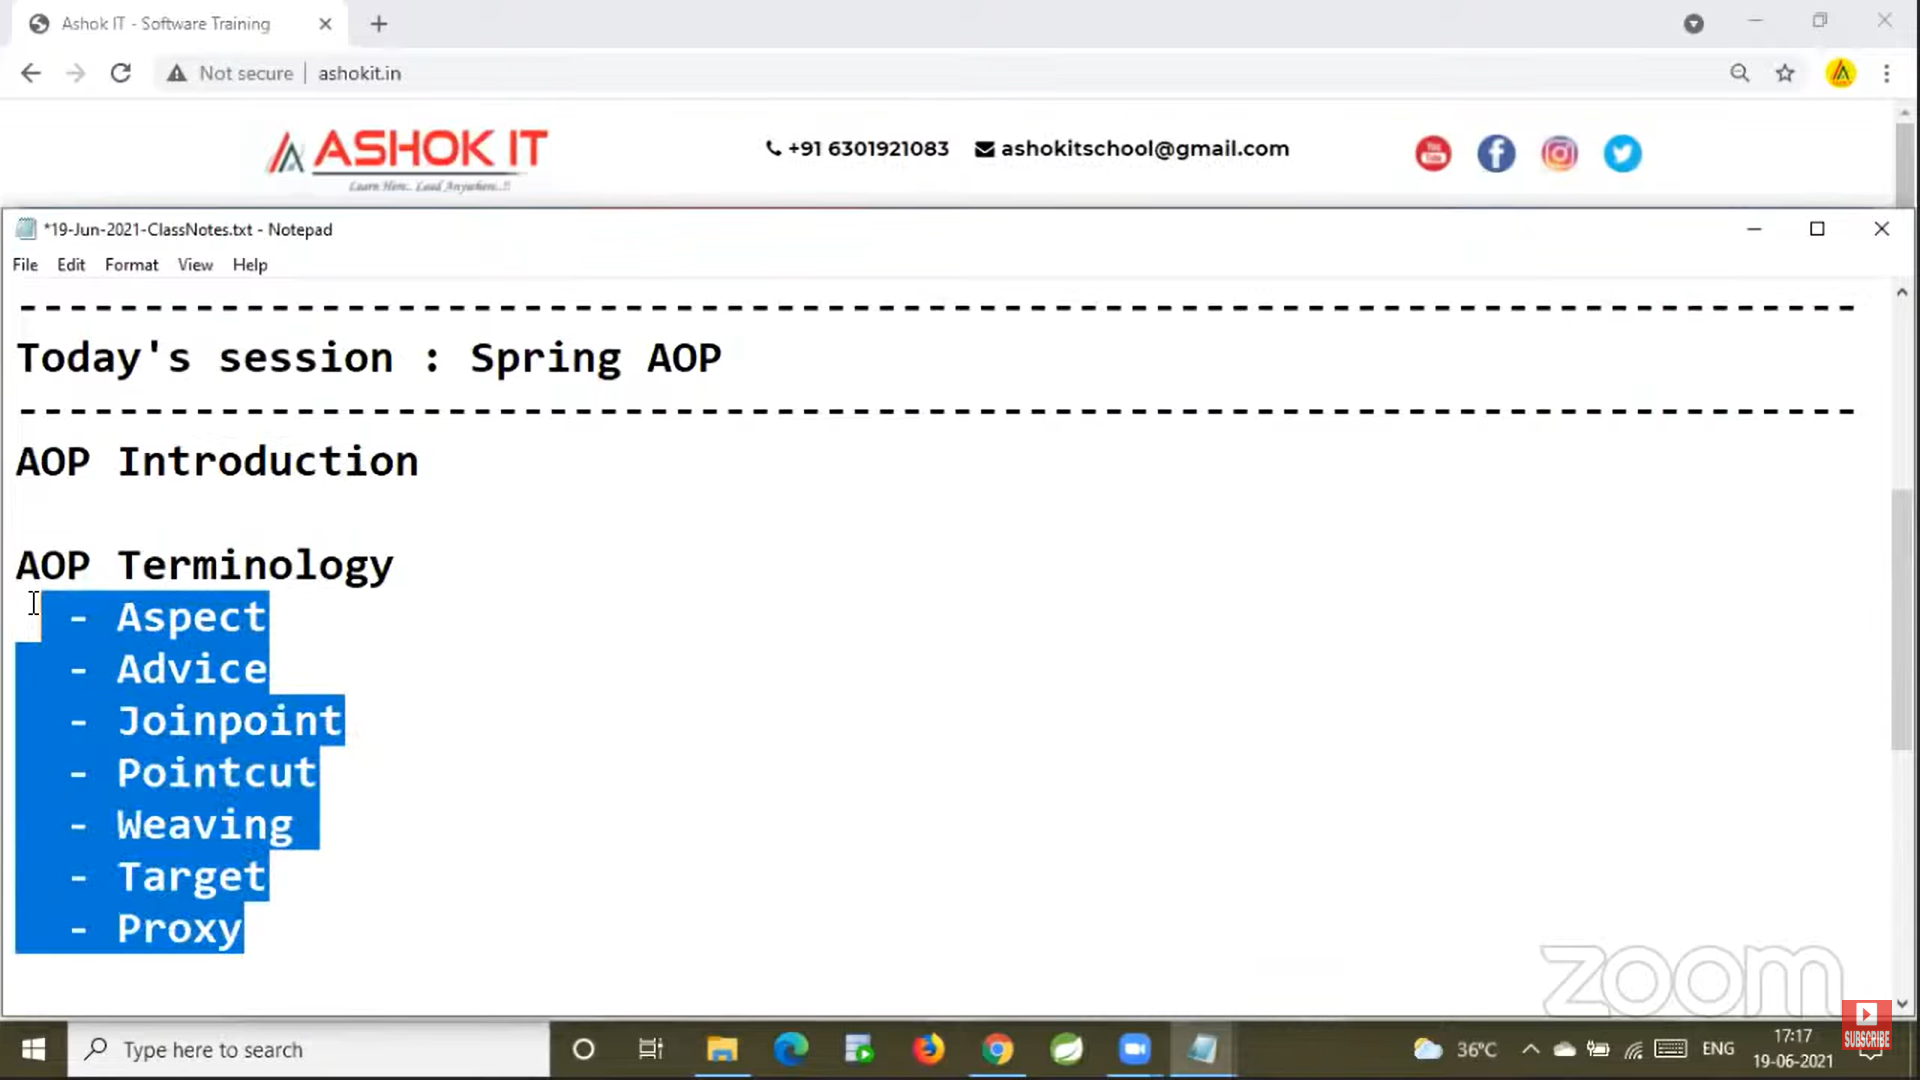 Ashok IT - Software Training
Not secure | ashokit.in
ASHOK IT
Learn Here.. Lead Anywhere..!!
+91 6301921083 ashokitschool@gmail.com
*19-Jun-2021-ClassNotes.txt - Notepad
File Edit Format View Help
--------------------------------------------------------------------------
Today's session : Spring AOP
--------------------------------------------------------------------------
AOP Introduction
AOP Terminology
- Aspect
- Advice
- Joinpoint
- Pointcut
- Weaving
- Target
- Proxy
zoom
SUBSCRIBE
Type here to search
36°C ENG 17:17
19-06-2021